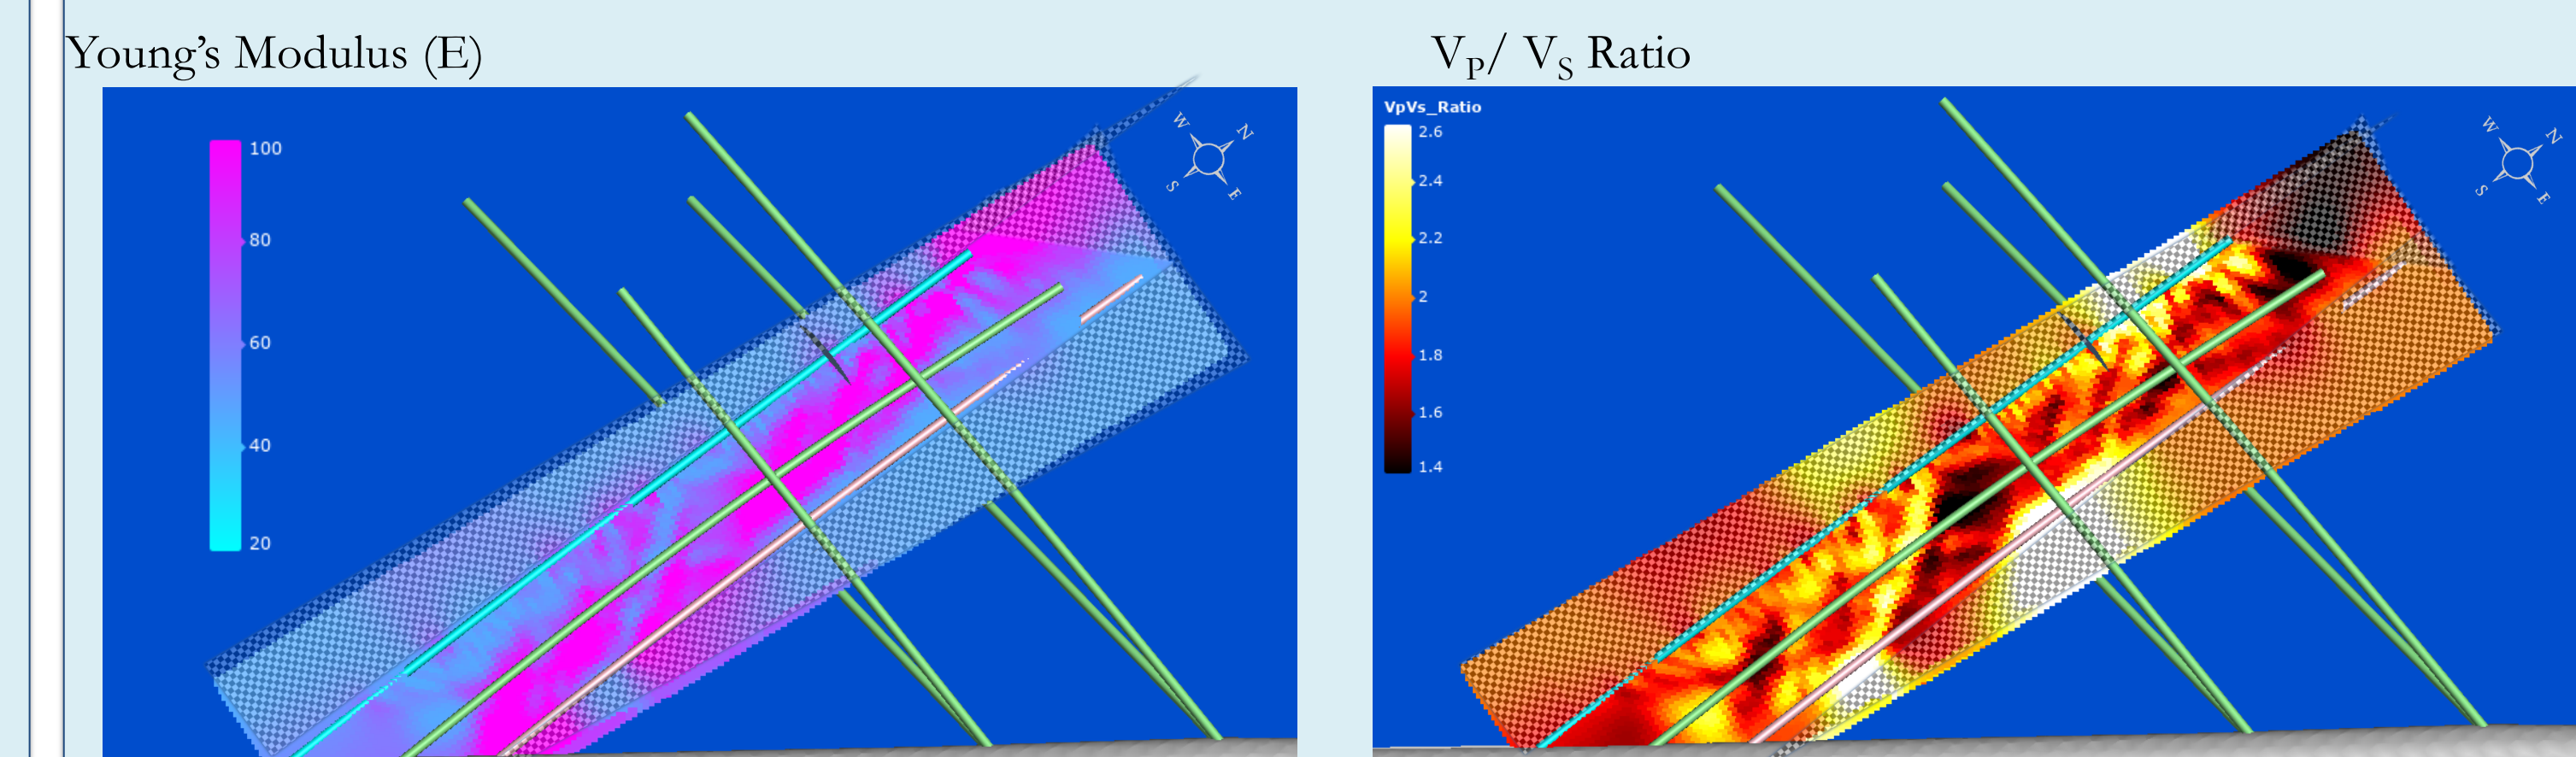 Young's Modulus (E)
100
80
60
40
20
W
N
S
E
VP/ VS Ratio
VpVs_Ratio
2.6
2.4
2.2
2
1.8
1.6
1.4
W
N
S
E